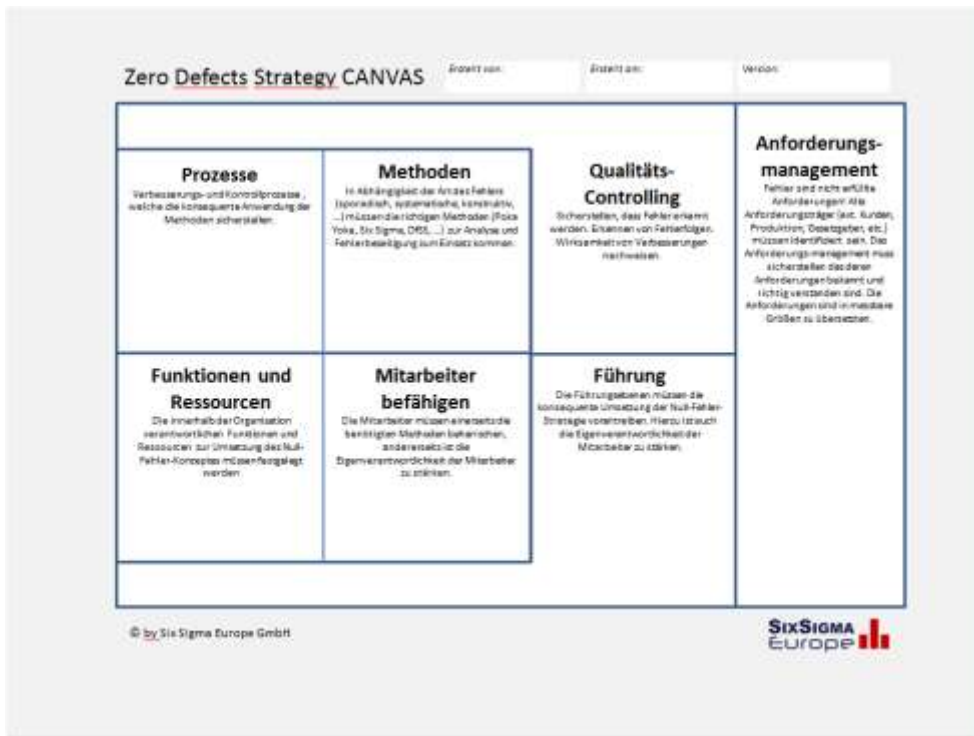 Zero Defects Strategy CANVAS
Erstellt von:
Erstellt am:
Version:
Prozesse
Verbesserungs- und Kontrollprozesse,
welche die konsequente Anwendung der
Methoden sicherstellen.
Methoden
In Abhängigkeit der Art des Fehlers
(sporadisch, systematische, konstruktiv,
...) müssen die richtigen Methoden (Poka
Yoke, Six Sigma, DfSS, ...) zur Analyse und
Fehlerbeseitigung zum Einsatz kommen.
Qualitäts-
Controlling
Sicherstellen, dass Fehler erkannt
werden. Erkennen von Fehlerfolgen.
Wirksamkeit von Verbesserungen
nachweisen.
Anforderungs-
management
Fehler sind nicht erfüllte
Anforderungen! Alle
Anforderungsträger (ext. Kunden,
Produktion, Gesetzgeber, etc.)
müssen identifiziert sein. Das
Anforderungs-management muss
sicherstellen das deren
Anforderungen bekannt und
richtig verstanden sind. Die
Anforderungen sind in messbare
Größen zu übersetzen.
Funktionen und
Ressourcen
Die innerhalb der Organisation
verantwortlichen Funktionen und
Ressourcen zur Umsetzung des Null-
Fehler-Konzeptes müssen festgelegt
werden
Mitarbeiter
befähigen
Die Mitarbeiter müssen einerseits die
benötigten Methoden beherrschen,
andererseits ist die
Eigenverantwortlichkeit der Mitarbeiter
zu stärken.
Führung
Die Führungsebenen müssen die
konsequente Umsetzung der Null-Fehler-
Strategie vorantreiben. Hierzu ist auch
die Eigenverantwortlichkeit der
Mitarbeiter zu stärken.
© by Six Sigma Europe GmbH
SIXSIGMA
Europe